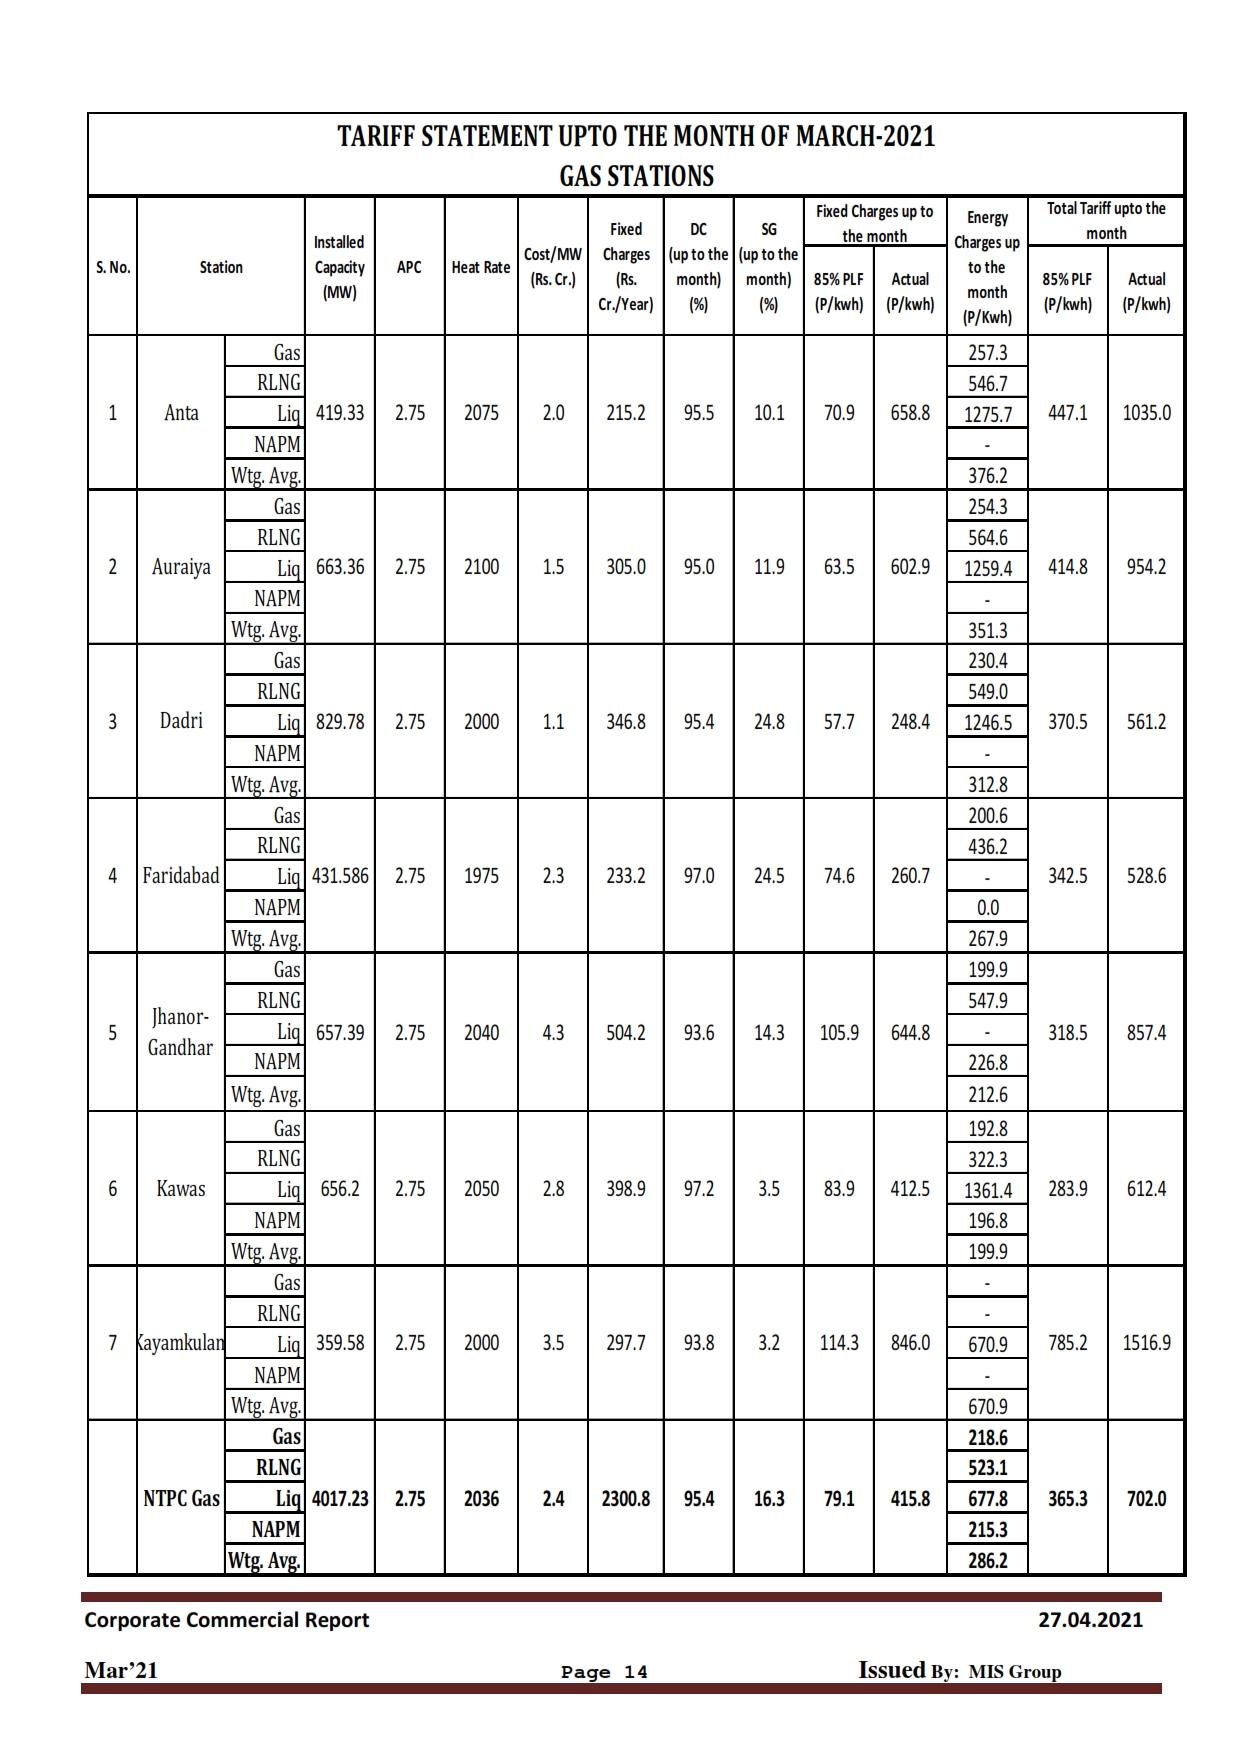 TARIFF STATEMENT UPTO THE MONTH OF MARCH-2021
GAS STATIONS
S. No. Station Installed Capacity (MW) APC Heat Rate Cost/MW (Rs. Cr.) Fixed Charges (Rs. Cr./Year) DC (up to the month) (%) SG (up to the month) (%) Fixed Charges up to the month Energy Charges up to the month (P/Kwh) Total Tariff upto the month
85% PLF (P/kwh) Actual (P/kwh) 85% PLF (P/kwh) Actual (P/kwh)
Gas 257.3
RLNG 546.7
1 Anta Liq 419.33 2.75 2075 2.0 215.2 95.5 10.1 70.9 658.8 1275.7 447.1 1035.0
NAPM -
Wtg. Avg. 376.2
Gas 254.3
RLNG 564.6
2 Auraiya Liq 663.36 2.75 2100 1.5 305.0 95.0 11.9 63.5 602.9 1259.4 414.8 954.2
NAPM -
Wtg. Avg. 351.3
Gas 230.4
RLNG 549.0
3 Dadri Liq 829.78 2.75 2000 1.1 346.8 95.4 24.8 57.7 248.4 1246.5 370.5 561.2
NAPM -
Wtg. Avg. 312.8
Gas 200.6
RLNG 436.2
4 Faridabad Liq 431.586 2.75 1975 2.3 233.2 97.0 24.5 74.6 260.7 - 342.5 528.6
NAPM 0.0
Wtg. Avg. 267.9
Gas 199.9
RLNG 547.9
5 Jhanor-Gandhar Liq 657.39 2.75 2040 4.3 504.2 93.6 14.3 105.9 644.8 - 318.5 857.4
NAPM 226.8
Wtg. Avg. 212.6
Gas 192.8
RLNG 322.3
6 Kawas Liq 656.2 2.75 2050 2.8 398.9 97.2 3.5 83.9 412.5 1361.4 283.9 612.4
NAPM 196.8
Wtg. Avg. 199.9
Gas -
RLNG -
7 Kayamkulan Liq 359.58 2.75 2000 3.5 297.7 93.8 3.2 114.3 846.0 670.9 785.2 1516.9
NAPM -
Wtg. Avg. 670.9
Gas 218.6
RLNG 523.1
NTPC Gas Liq 4017.23 2.75 2036 2.4 2300.8 95.4 16.3 79.1 415.8 677.8 365.3 702.0
NAPM 215.3
Wtg. Avg. 286.2
Corporate Commercial Report 27.04.2021
Mar’21 Page 14 Issued By: MIS Group